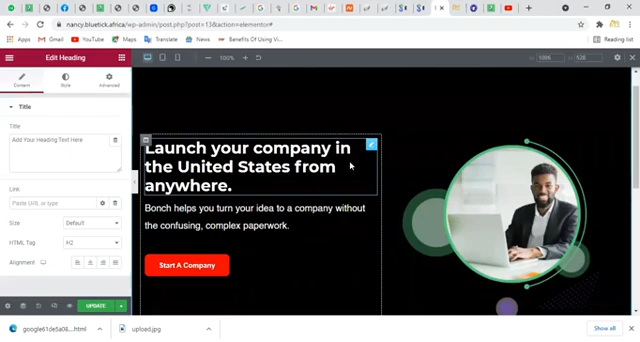 nancy.bluetick.africa/wp-admin/post.php?post=13&action=elementor#
Apps Gmail YouTube Maps Translate News Benefits Of Using Vi... Reading list
Edit Heading
100%
Content Style Advanced
Title
Title
Add Your Heading Text Here
Link
Paste URL or type
Size Default
HTML Tag H2
Alignment
UPDATE
Launch your company in
the United States from
anywhere.
Bonch helps you turn your idea to a company without
the confusing, complex paperwork.
Start A Company
google61de5a08....html upload.jpg Show all